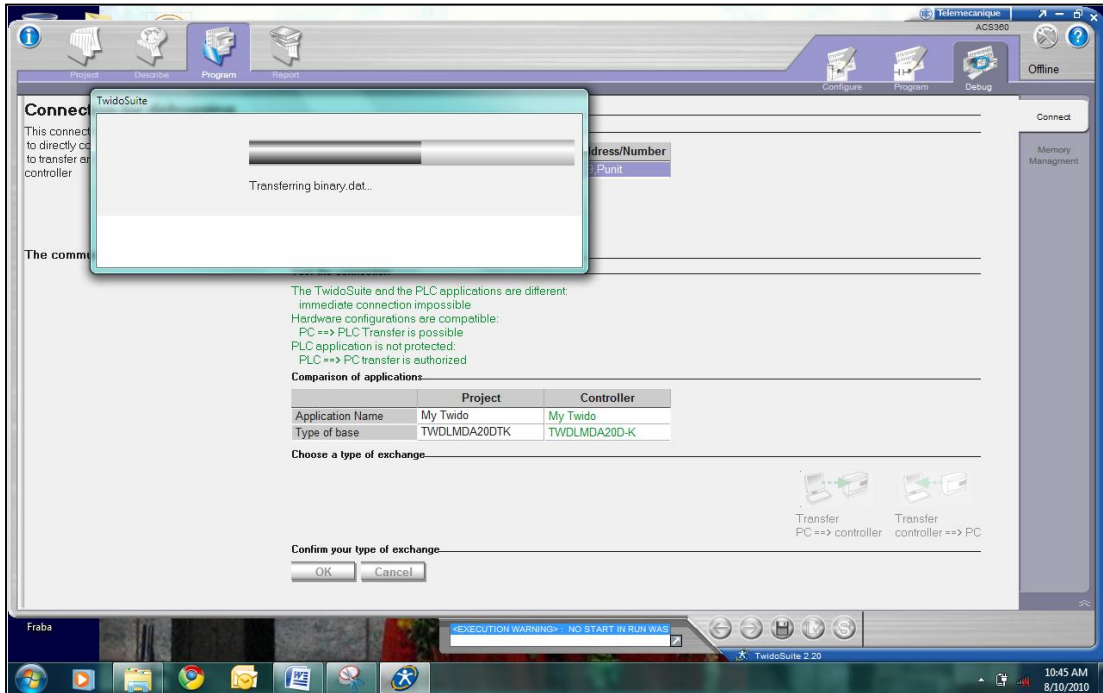 Telemecanique
ACS360
Project
Describe
Program
Report
Configure
Program
Debug
Offline
TwidoSuite
Transferring binary.dat...
Connec
This connect
to directly co
to transfer an
controller
dress/Number
Punit
Connect
Memory
Managment
The commu
The TwidoSuite and the PLC applications are different:
immediate connection impossible
Hardware configurations are compatible:
PC ==> PLC Transfer is possible
PLC application is not protected:
PLC ==> PC transfer is authorized
Comparison of applications
Project Controller
Application Name My Twido My Twido
Type of base TWDLMDA20DTK TWDLMDA20D-K
Choose a type of exchange
Transfer Transfer
PC ==> controller controller ==> PC
Confirm your type of exchange
OK Cancel
Fraba
<EXECUTION WARNING> : NO START IN RUN WAS
TwidoSuite 2.20
10:45 AM
8/10/2010